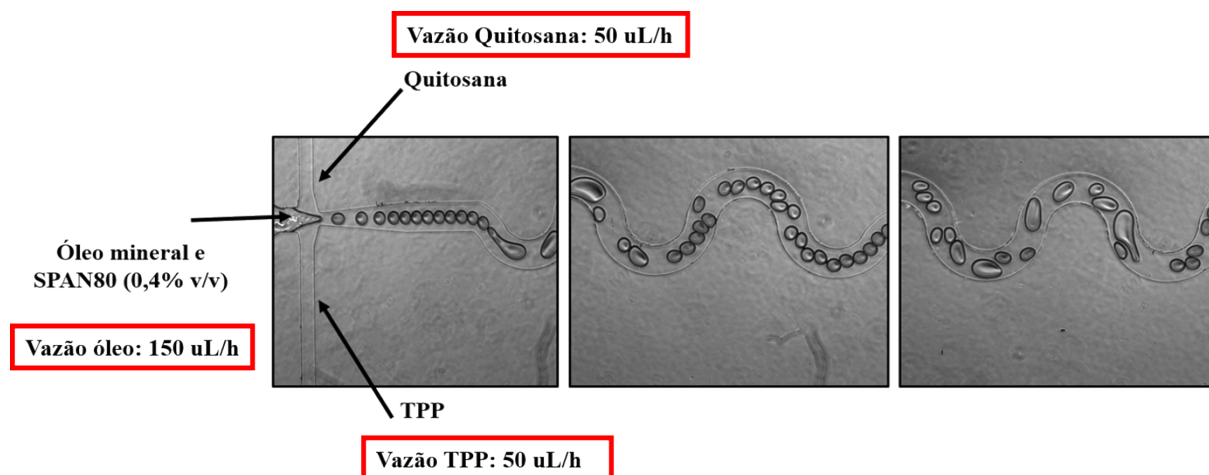 Vazão Quitosana: 50 uL/h
Quitosana
Óleo mineral e
SPAN80 (0,4% v/v)
Vazão óleo: 150 uL/h
TPP
Vazão TPP: 50 uL/h